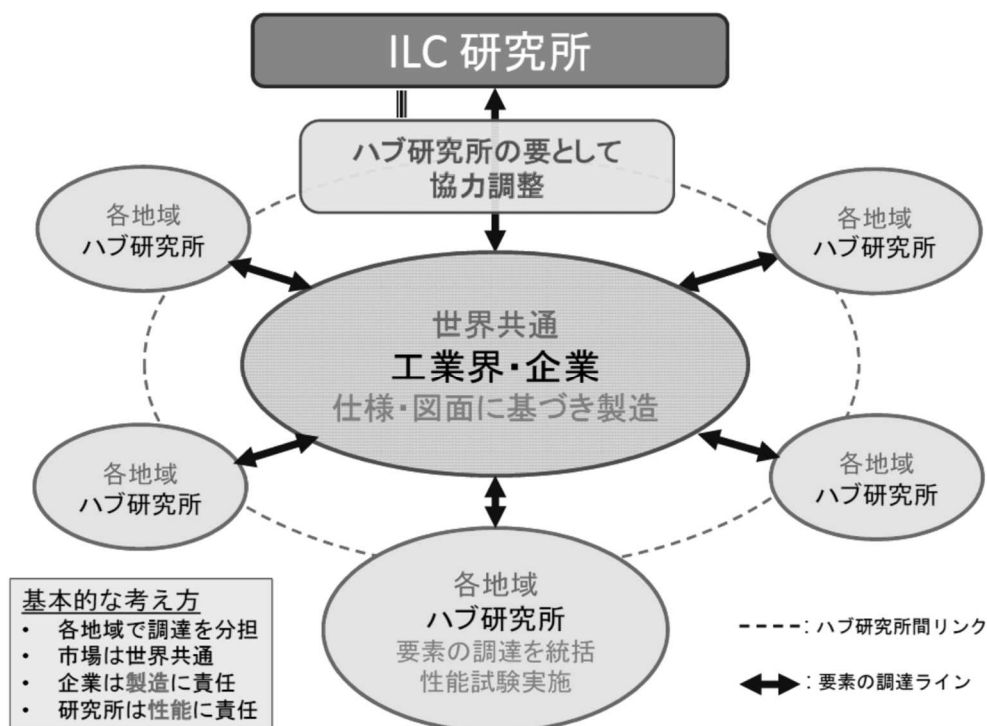 ILC 研究所
ハブ研究所の要として
協力調整
各地域
ハブ研究所
各地域
ハブ研究所
世界共通
工業界・企業
仕様・図面に基づき製造
各地域
ハブ研究所
各地域
ハブ研究所
各地域
ハブ研究所
要素の調達を統括
性能試験実施
基本的な考え方
• 各地域で調達を分担
• 市場は世界共通
• 企業は製造に責任
• 研究所は性能に責任
: ハブ研究所間リンク
: 要素の調達ライン